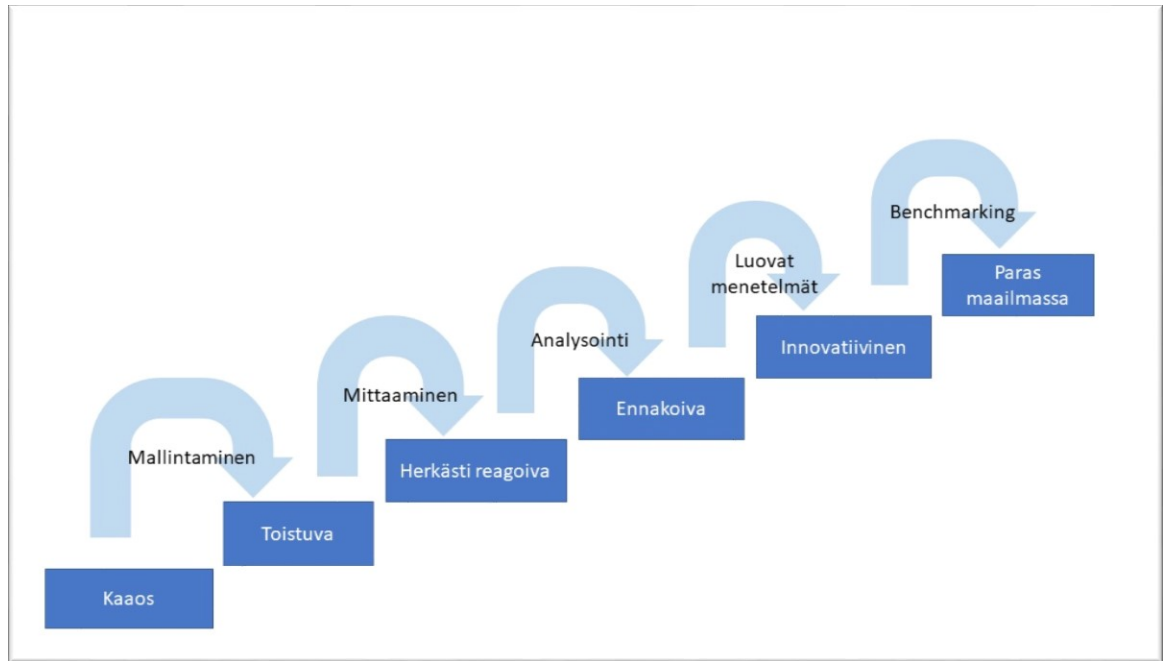 Benchmarking
Paras
maailmassa
Luovat
menetelmät
Innovatiivinen
Analysointi
Ennakoiva
Mittaaminen
Herkästi reagoiva
Mallintaminen
Toistuva
Kaaos